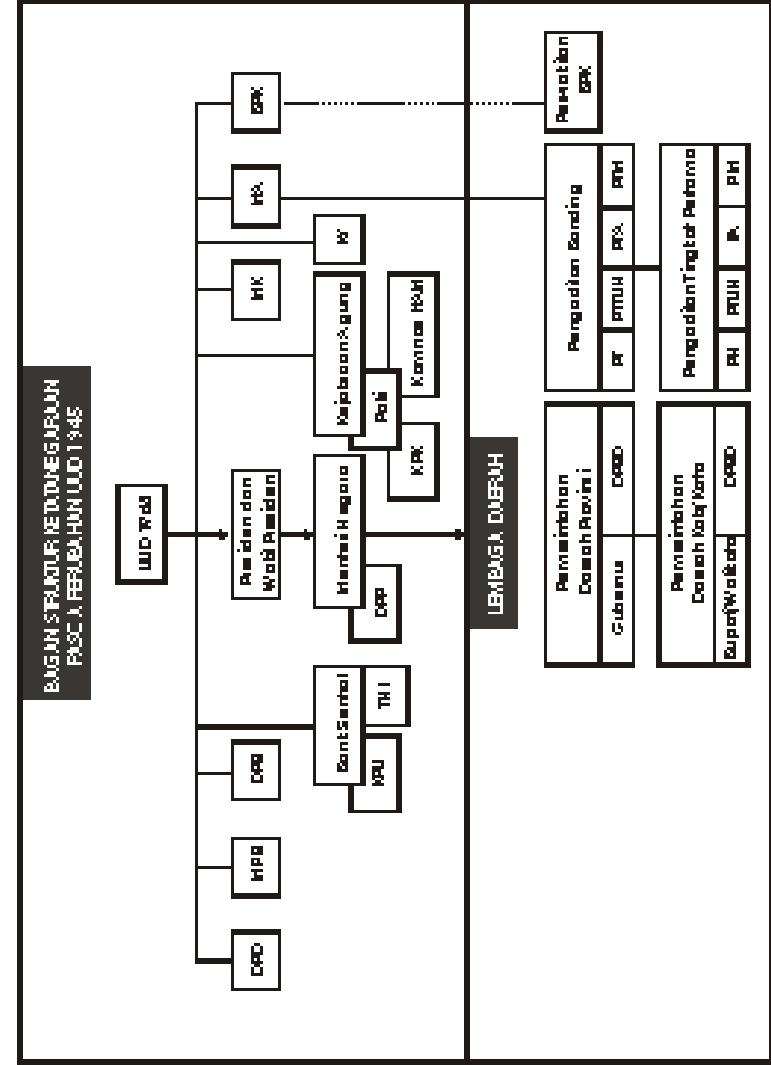 BAGAN STRUKTUR KETATANEGARAAN
PASCA PERUBAHAN UUD 1945
UUD 1945
DPD
MPR
DPR
Presiden dan
Wakil Presiden
MK
MA
BPK
Bank Sentral
Menteri Negara
Kejaksaan Agung
KY
KPU
TNI
DPP
Polri
KPK
Komnas HAM
LEMBAGA DAERAH
Pemerintahan
Daerah Provinsi
Pengadilan Banding
Perwakilan
BPK
Gubernur
DPRD
PT
PTTUN
PTA
PTM
Pemerintahan
Daerah Kab/Kota
Pengadilan Tingkat Pertama
Bupati/Walikota
DPRD
PN
PTUN
PA
PM